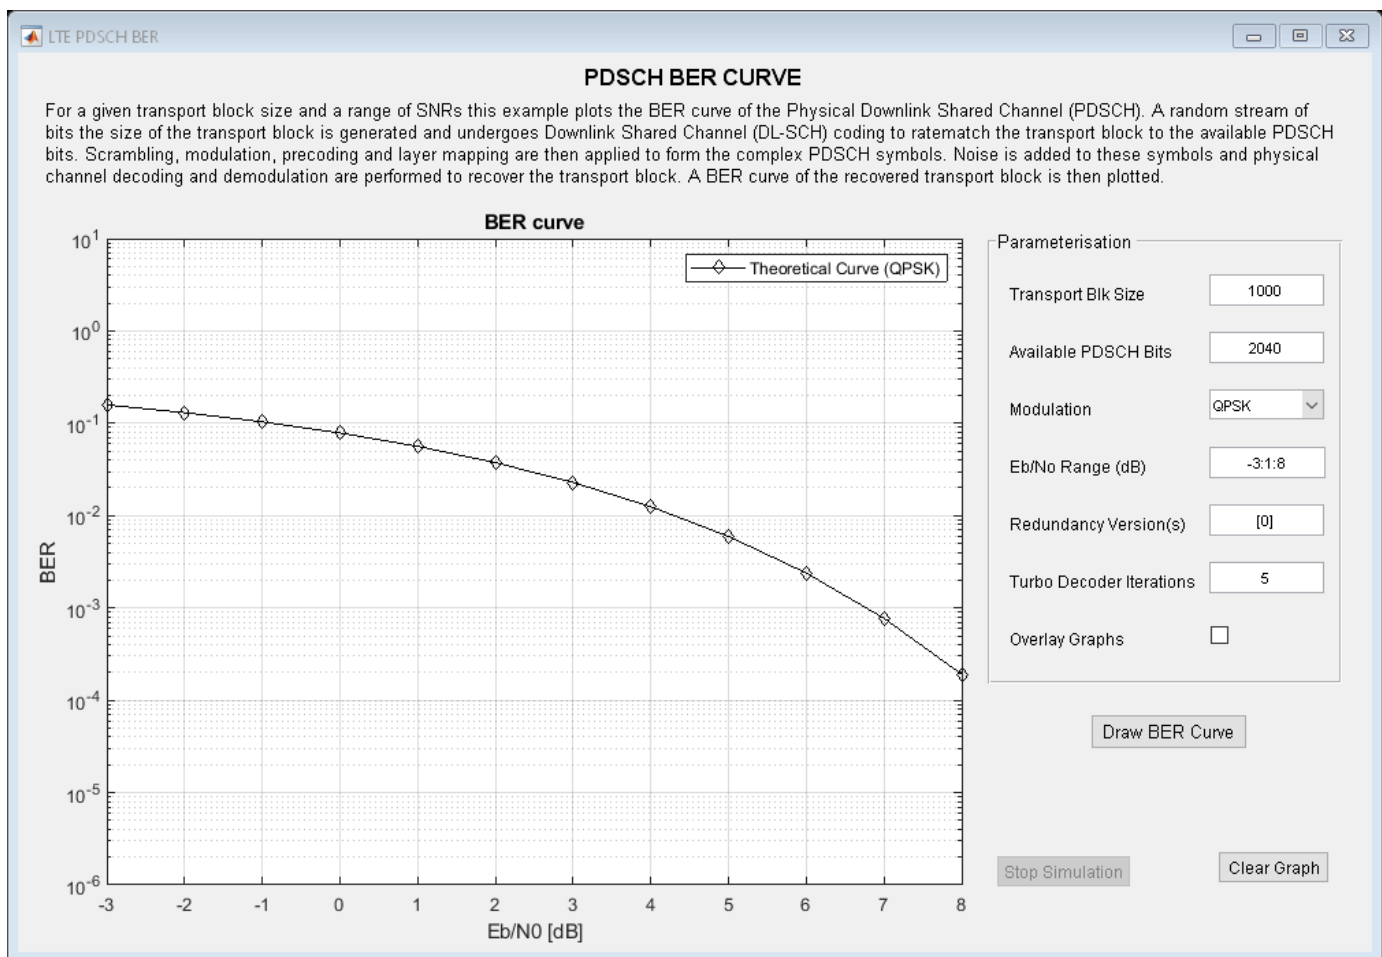 LTE PDSCH BER
PDSCH BER CURVE
For a given transport block size and a range of SNRs this example plots the BER curve of the Physical Downlink Shared Channel (PDSCH). A random stream of
bits the size of the transport block is generated and undergoes Downlink Shared Channel (DL-SCH) coding to ratematch the transport block to the available PDSCH
bits. Scrambling, modulation, precoding and layer mapping are then applied to form the complex PDSCH symbols. Noise is added to these symbols and physical
channel decoding and demodulation are performed to recover the transport block. A BER curve of the recovered transport block is then plotted.
BER curve
Theoretical Curve (QPSK)
10^1
10^0
10^-1
10^-2
10^-3
10^-4
10^-5
10^-6
BER
-3 -2 -1 0 1 2 3 4 5 6 7 8
Eb/N0 [dB]
Parameterisation
Transport Blk Size 1000
Available PDSCH Bits 2040
Modulation QPSK
Eb/No Range (dB) -3:1:8
Redundancy Version(s) [0]
Turbo Decoder Iterations 5
Overlay Graphs
Draw BER Curve
Stop Simulation Clear Graph